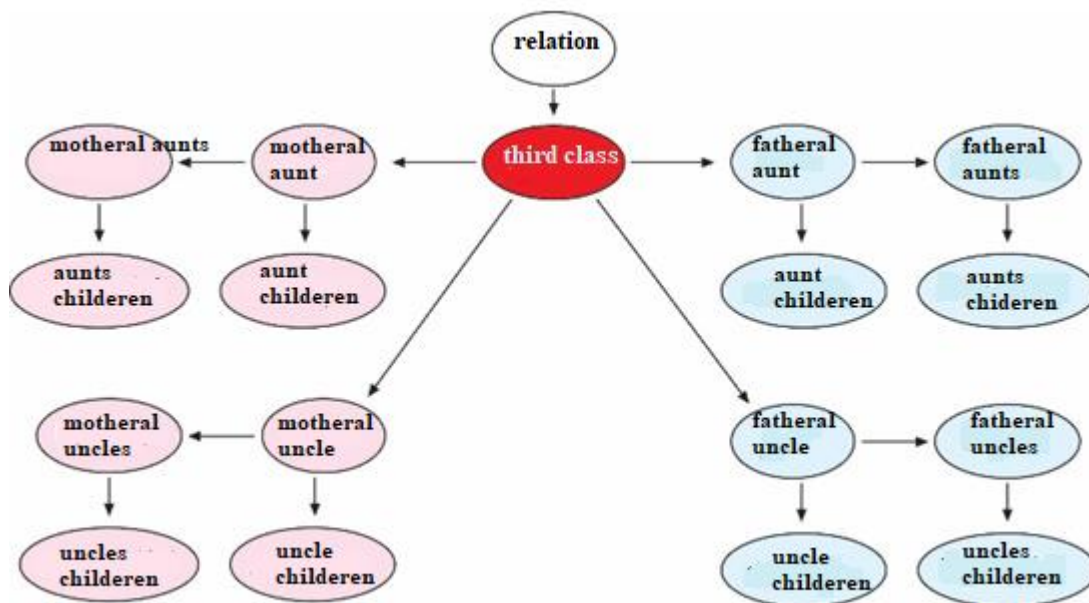 relation
motheral aunts
motheral
aunt
third class
fatheral
aunt
fatheral
aunts
aunts
childeren
aunt
childeren
aunt
childeren
aunts
chideren
motheral
uncles
motheral
uncle
fatheral
uncle
fatheral
uncles
uncles
childeren
uncle
childeren
uncle
childeren
uncles
childeren